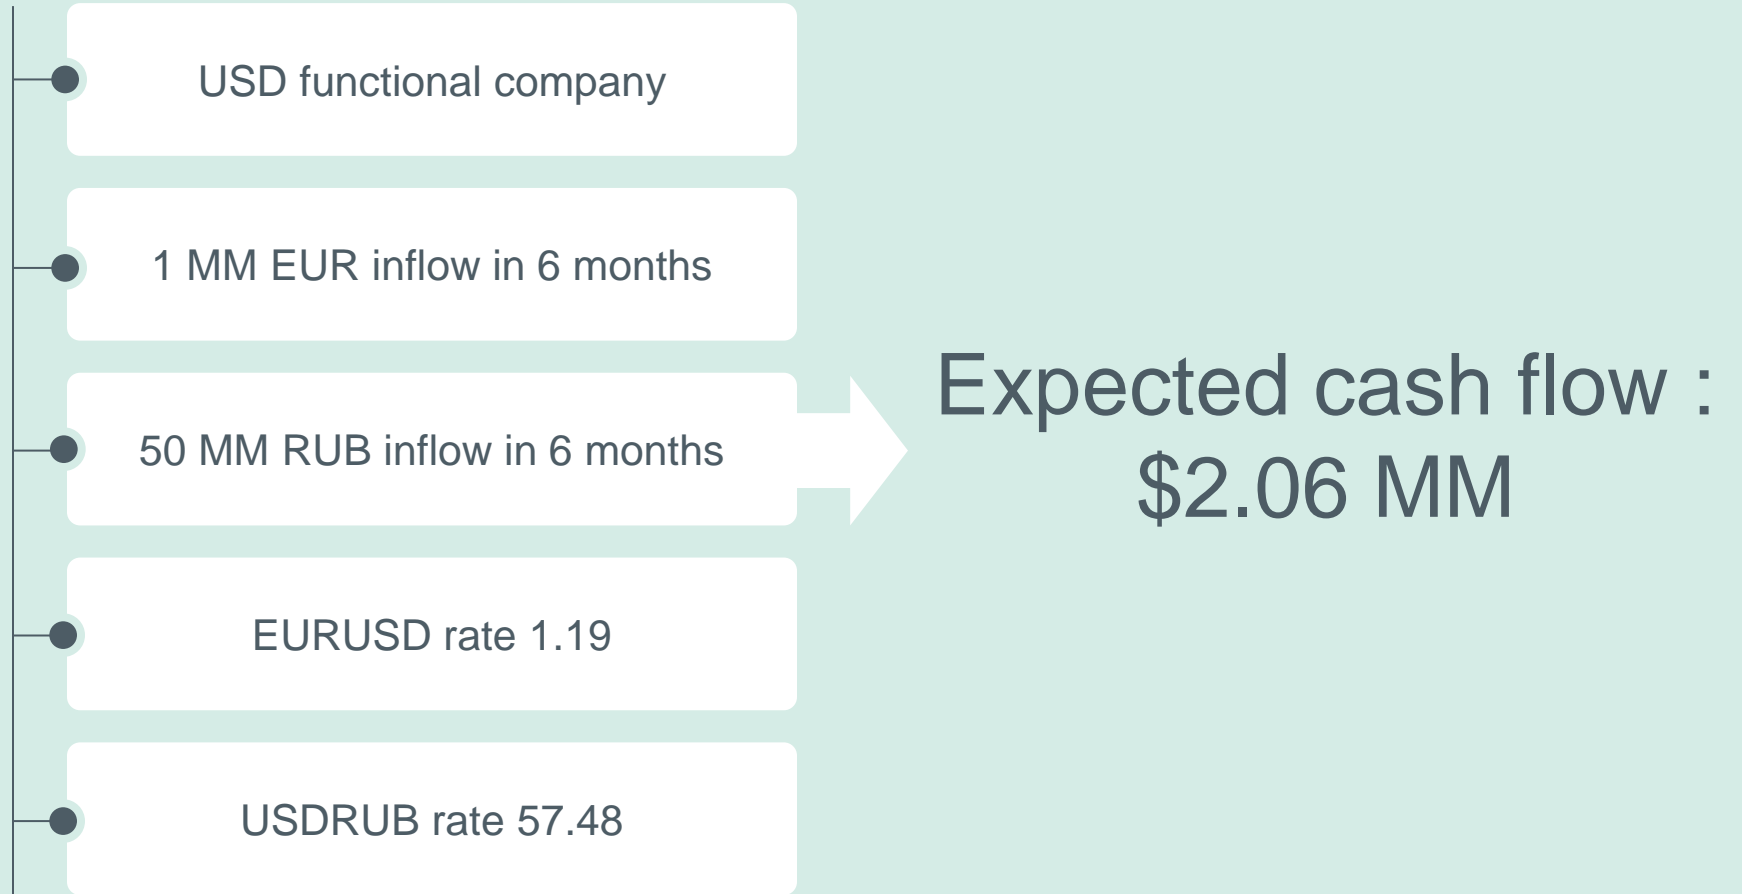 USD functional company
1 MM EUR inflow in 6 months
50 MM RUB inflow in 6 months
EURUSD rate 1.19
USDRUB rate 57.48
Expected cash flow :
$2.06 MM